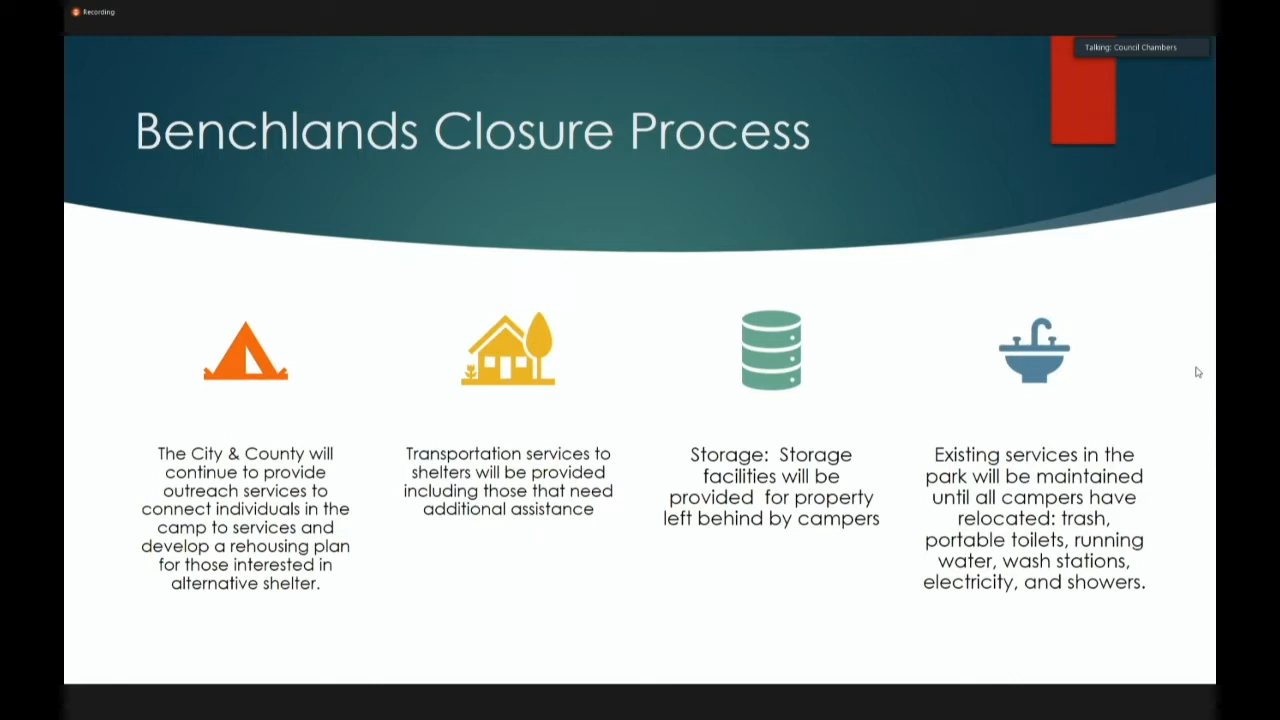 Recording
Talking: Council Chambers
Benchlands Closure Process
The City & County will
continue to provide
outreach services to
connect individuals in the
camp to services and
develop a rehousing plan
for those interested in
alternative shelter.
Transportation services to
shelters will be provided
including those that need
additional assistance
Storage:  Storage
facilities will be
provided  for property
left behind by campers
Existing services in the
park will be maintained
until all campers have
relocated: trash,
portable toilets, running
water, wash stations,
electricity, and showers.